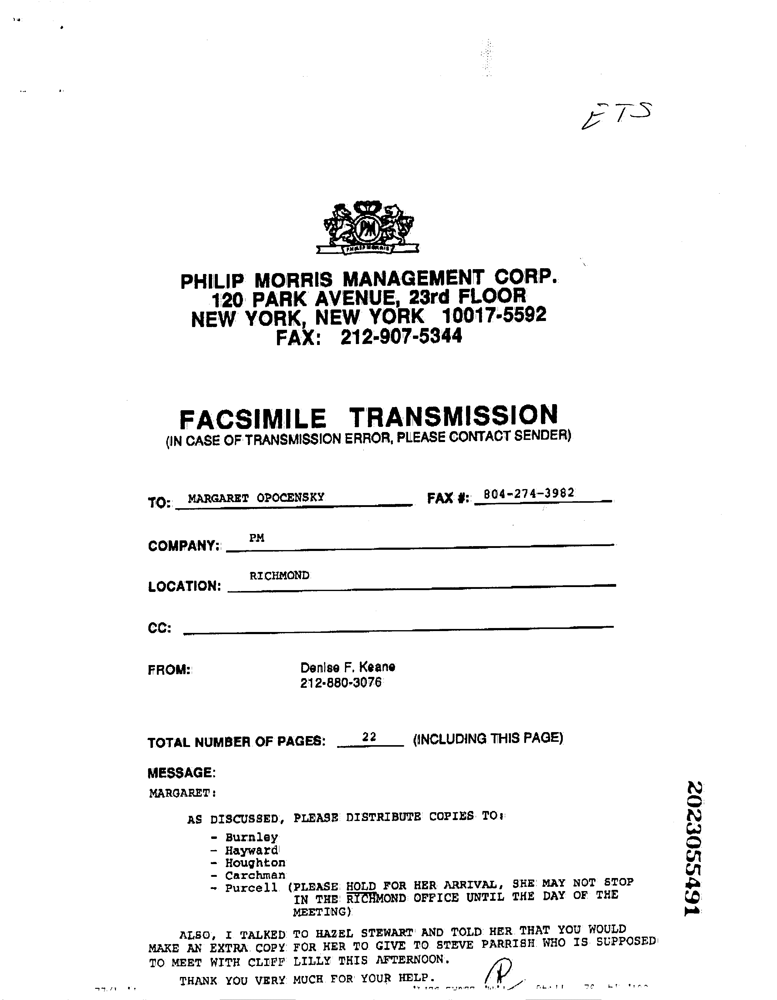 ETS
PM
PHILIP MORRIS
PHILIP MORRIS MANAGEMENT CORP.
120 PARK AVENUE, 23rd FLOOR
NEW YORK, NEW YORK 10017-5592
FAX: 212-907-5344
FACSIMILE TRANSMISSION
(IN CASE OF TRANSMISSION ERROR, PLEASE CONTACT SENDER)
TO: MARGARET OPOCENSKY FAX #: 804-274-3982
COMPANY: PM
LOCATION: RICHMOND
CC:
FROM: Denise F. Keane
212-880-3076
TOTAL NUMBER OF PAGES: 22 (INCLUDING THIS PAGE)
MESSAGE:
MARGARET:
AS DISCUSSED, PLEASE DISTRIBUTE COPIES TO:
- Burnley
- Hayward
- Houghton
- Carchman
- Purcell (PLEASE HOLD FOR HER ARRIVAL, SHE MAY NOT STOP
IN THE RICHMOND OFFICE UNTIL THE DAY OF THE
MEETING)
ALSO, I TALKED TO HAZEL STEWART AND TOLD HER THAT YOU WOULD
MAKE AN EXTRA COPY FOR HER TO GIVE TO STEVE PARRISH WHO IS SUPPOSED
TO MEET WITH CLIFF LILLY THIS AFTERNOON.
THANK YOU VERY MUCH FOR YOUR HELP.
2023055491